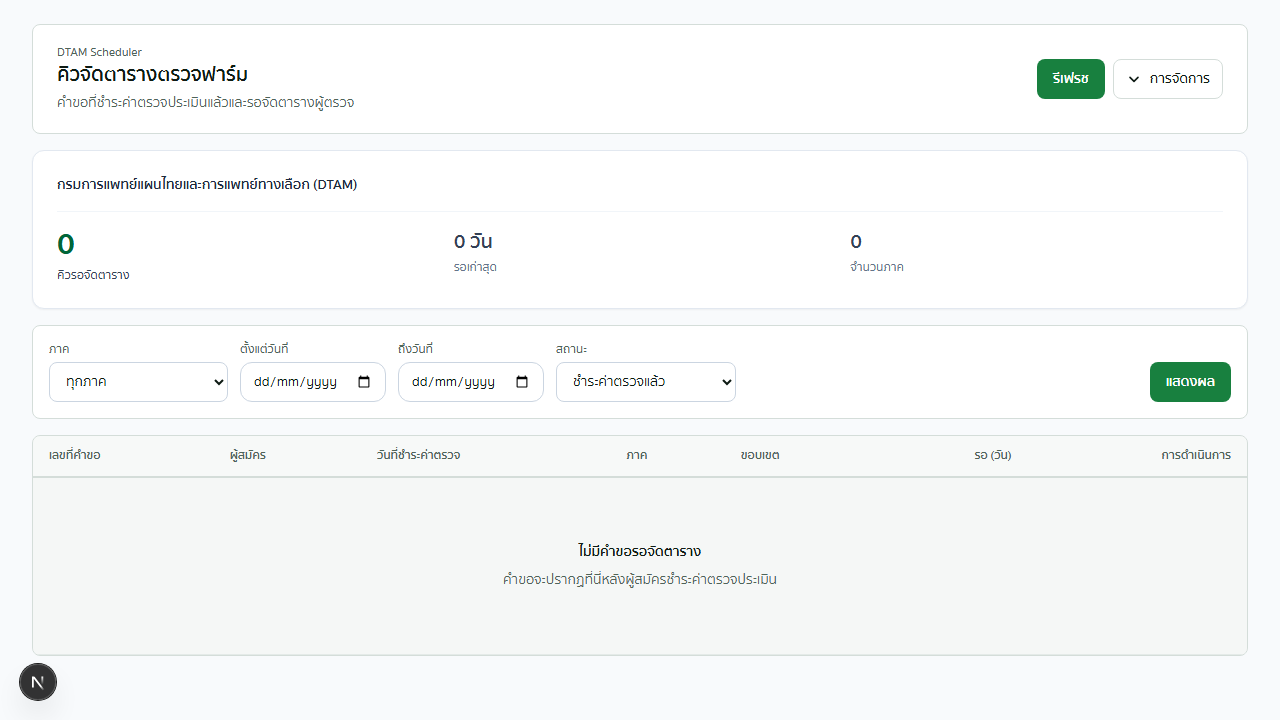 DTAM Scheduler
คิวจัดตารางตรวจฟาร์ม
คำขอที่ชำระค่าตรวจประเมินแล้วและรอจัดตารางผู้ตรวจ
รีเฟรช
การจัดการ
กรมการแพทย์แผนไทยและการแพทย์ทางเลือก (DTAM)
0
คิวรอจัดตาราง
0 วัน
รอเก่าสุด
0
จำนวนภาค
ภาค
ทุกภาค
ตั้งแต่วันที่
dd/mm/yyyy
ถึงวันที่
dd/mm/yyyy
สถานะ
ชำระค่าตรวจแล้ว
แสดงผล
เลขที่คำขอ ผู้สมัคร วันที่ชำระค่าตรวจ ภาค ขอบเขต รอ (วัน) การดำเนินการ
ไม่มีคำขอรอจัดตาราง
คำขอจะปรากฏที่นี่หลังผู้สมัครชำระค่าตรวจประเมิน
N